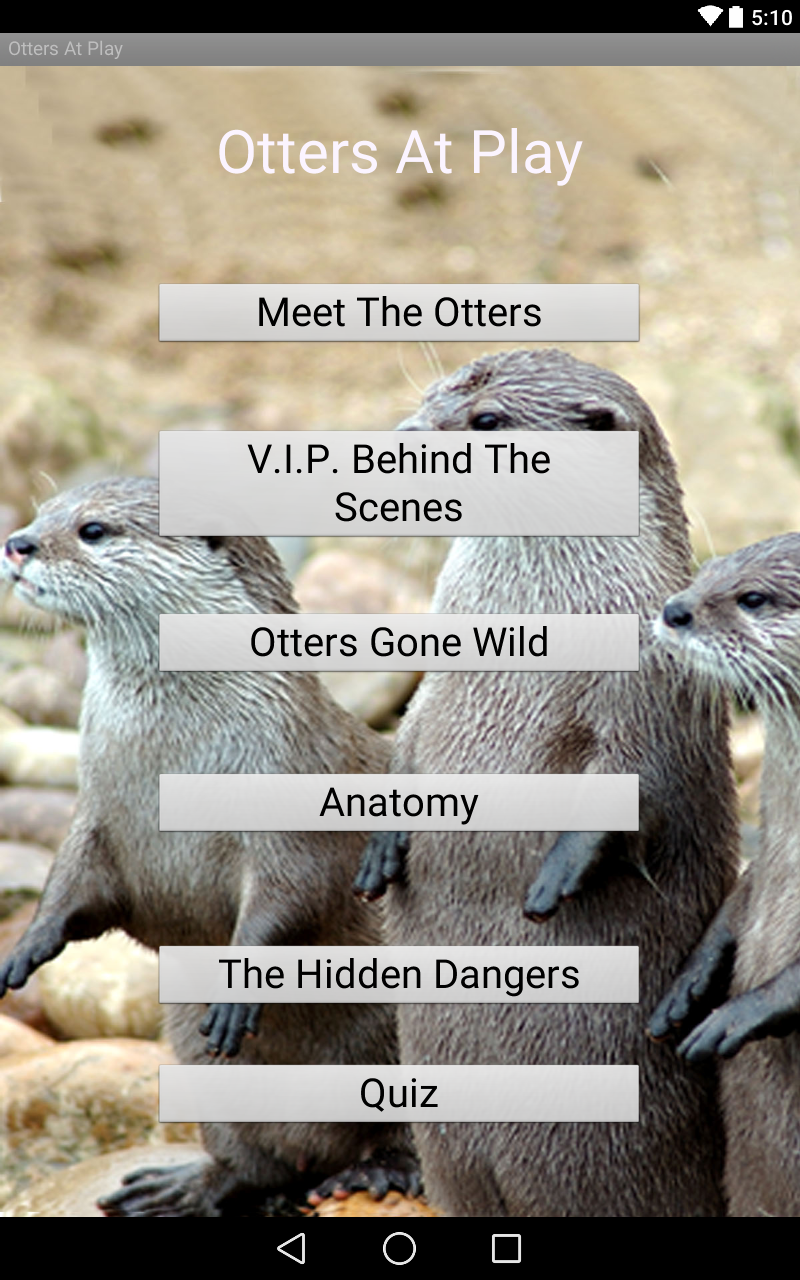 5:10
Otters At Play
Otters At Play
Meet The Otters
V.I.P. Behind The
Scenes
Otters Gone Wild
Anatomy
The Hidden Dangers
Quiz